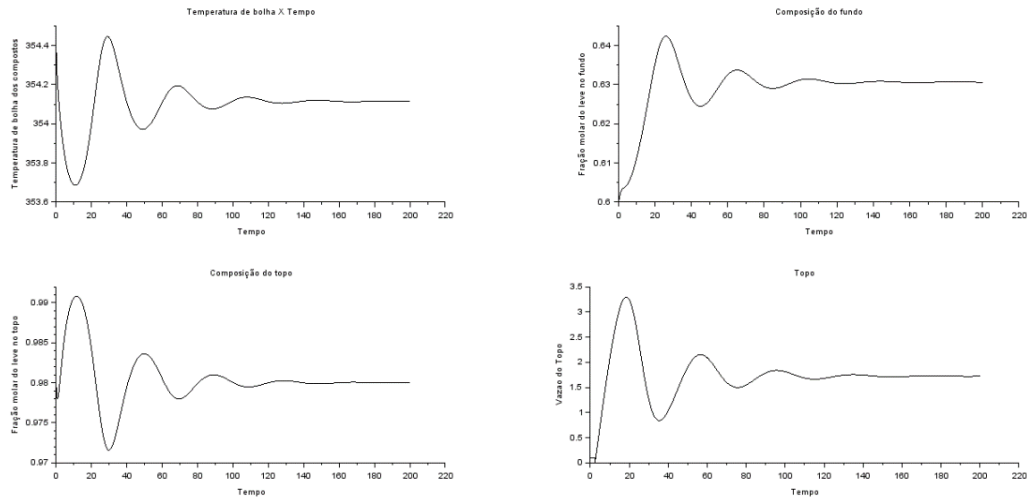 Temperatura de bolha X Tempo
Temperatura de bolha dos compostos
354.4
354.2
354
353.8
353.6
0 20 40 60 80 100 120 140 160 180 200 220
Tempo
Composição do fundo
Fração molar do leve no fundo
0.64
0.63
0.62
0.61
0.6
0 20 40 60 80 100 120 140 160 180 200 220
Tempo
Composição do topo
Fração molar do leve no topo
0.99
0.985
0.98
0.975
0.97
0 20 40 60 80 100 120 140 160 180 200 220
Tempo
Topo
Vazao do Topo
3.5
3
2.5
2
1.5
1
0.5
0
0 20 40 60 80 100 120 140 160 180 200 220
Tempo